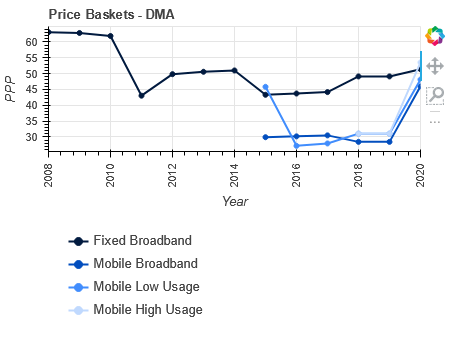 Price Baskets - DMA
PPP
60
55
50
45
40
35
30
2008
2010
2012
2014
2016
2018
2020
Year
Fixed Broadband
Mobile Broadband
Mobile Low Usage
Mobile High Usage